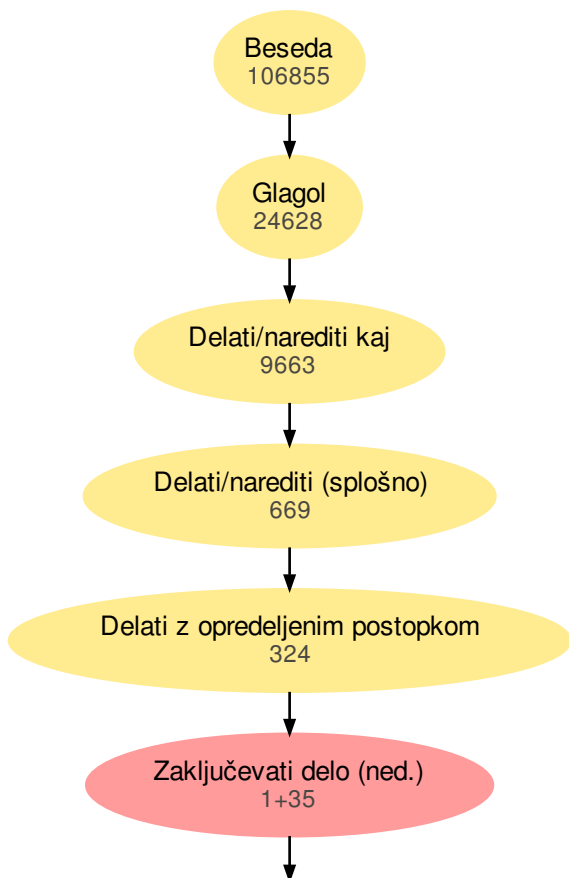 Beseda
106855
Glagol
24628
Delati/narediti kaj
9663
Delati/narediti (splošno)
669
Delati z opredeljenim postopkom
324
Zaključevati delo (ned.)
1+35